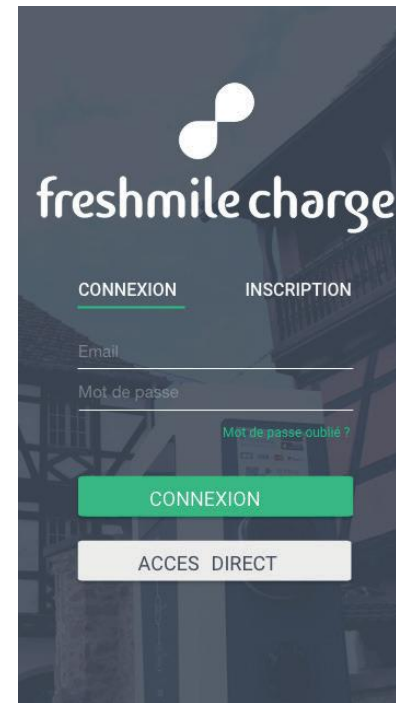 freshmile charge
CONNEXION INSCRIPTION
Email
Mot de passe
Mot de passe oublié ?
CONNEXION
ACCES DIRECT